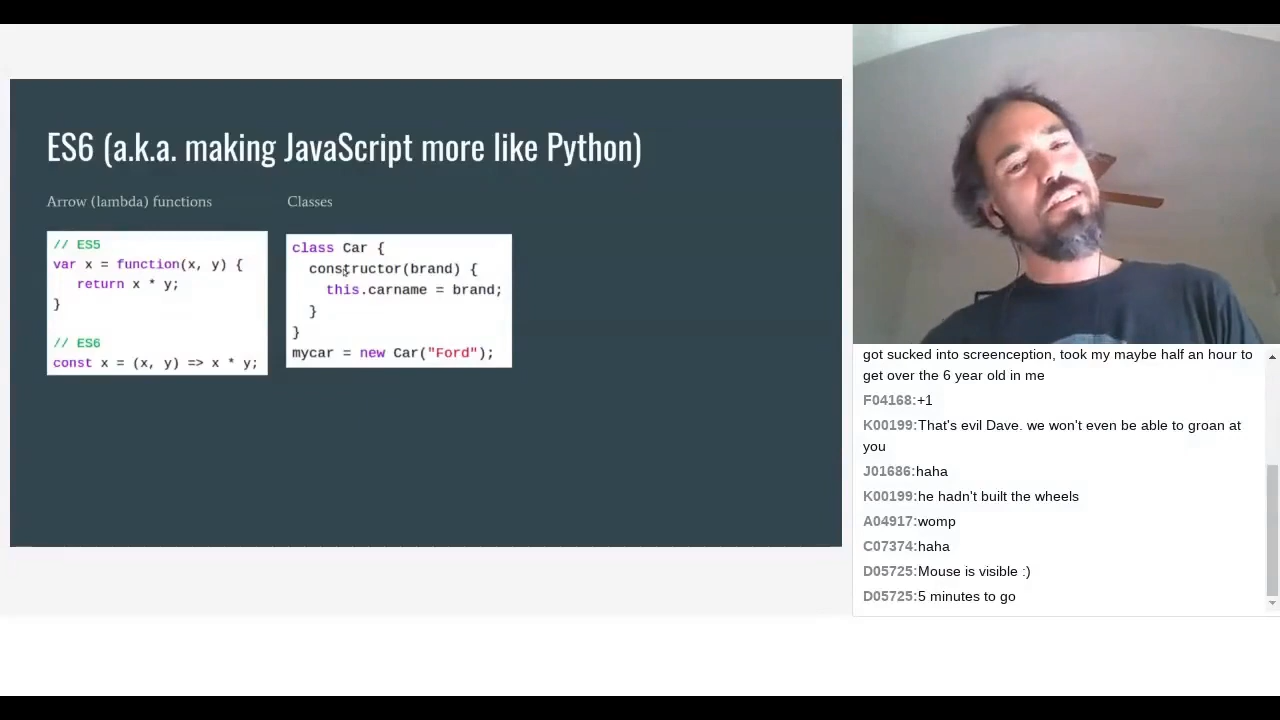 ES6 (a.k.a. making JavaScript more like Python)
Arrow (lambda) functions
Classes
// ES5
var x = function(x, y) {
return x * y;
}
// ES6
const x = (x, y) => x * y;
class Car {
constructor(brand) {
this.carname = brand;
}
}
mycar = new Car("Ford");
got sucked into screenception, took my maybe half an hour to
get over the 6 year old in me
F04168:+1
K00199:That's evil Dave. we won't even be able to groan at
you
J01686:haha
K00199:he hadn't built the wheels
A04917:womp
C07374:haha
D05725:Mouse is visible :)
D05725:5 minutes to go